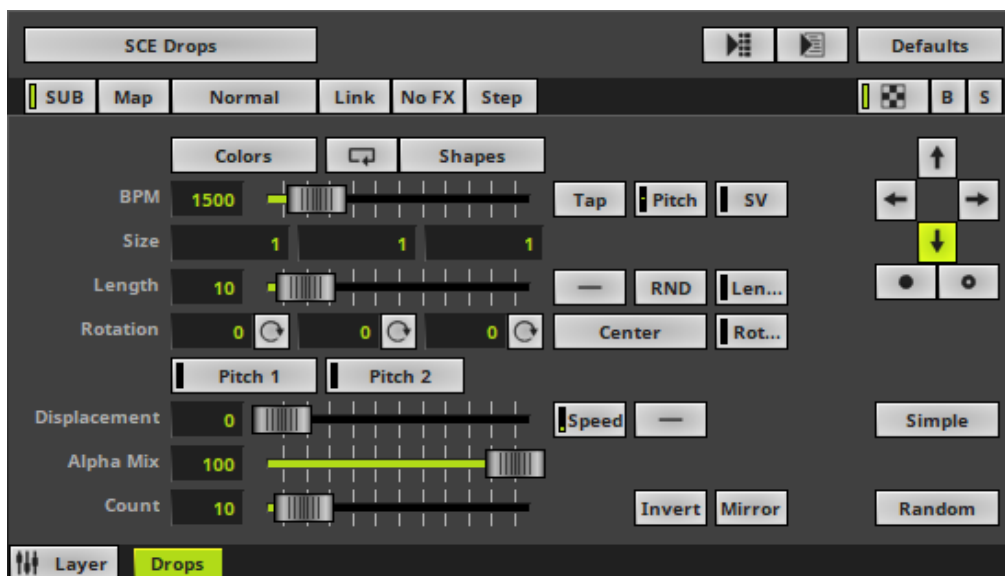 SCE Drops Defaults
SUB Map Normal Link No FX Step B S
Colors Shapes
BPM 1500 Tap Pitch SV
Size 1 1 1
Length 10 RND Len...
Rotation 0 0 0 Center Rot...
Pitch 1 Pitch 2
Displacement 0 Speed Simple
Alpha Mix 100
Count 10 Invert Mirror Random
Layer Drops